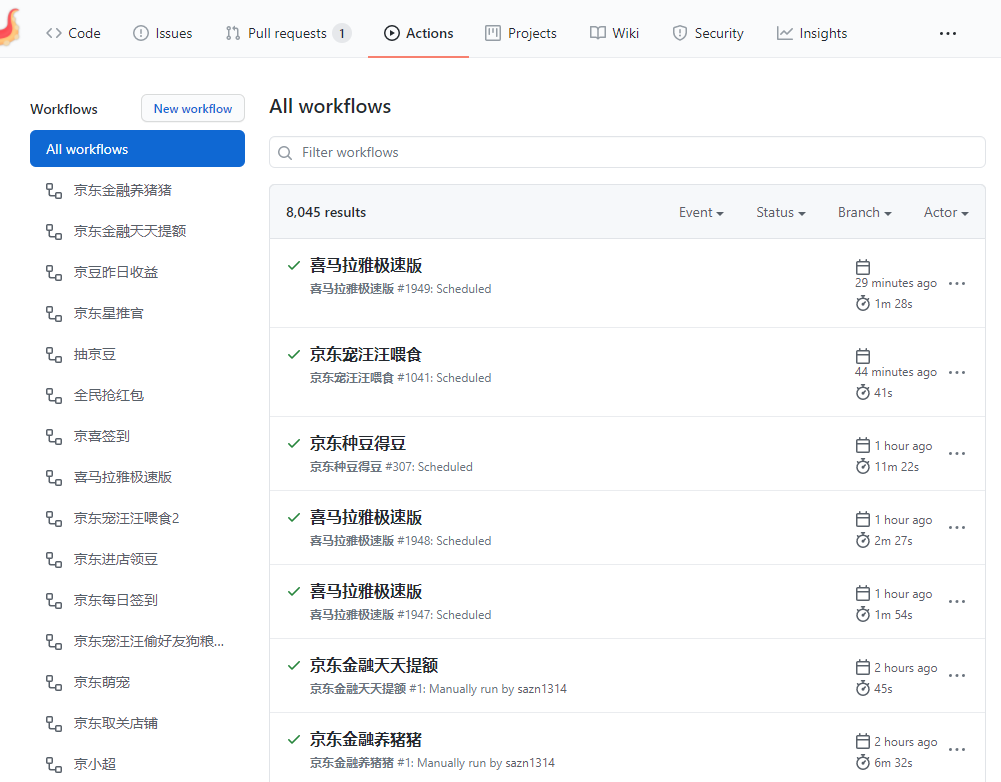 Code Issues Pull requests 1 Actions Projects Wiki Security Insights
Workflows
New workflow
All workflows
京东金融养猪猪
京东金融天天提额
京豆昨日收益
京东星推官
抽京豆
全民抢红包
京喜签到
喜马拉雅极速版
京东宠汪汪喂食2
京东进店领豆
京东每日签到
京东宠汪汪偷好友狗粮...
京东萌宠
京东取关店铺
京小超
All workflows
Filter workflows
8,045 results Event Status Branch Actor
喜马拉雅极速版
喜马拉雅极速版 #1949: Scheduled
29 minutes ago
1m 28s
京东宠汪汪喂食
京东宠汪汪喂食 #1041: Scheduled
44 minutes ago
41s
京东种豆得豆
京东种豆得豆 #307: Scheduled
1 hour ago
11m 22s
喜马拉雅极速版
喜马拉雅极速版 #1948: Scheduled
1 hour ago
2m 27s
喜马拉雅极速版
喜马拉雅极速版 #1947: Scheduled
1 hour ago
1m 54s
京东金融天天提额
京东金融天天提额 #1: Manually run by sazn1314
2 hours ago
45s
京东金融养猪猪
京东金融养猪猪 #1: Manually run by sazn1314
2 hours ago
6m 32s